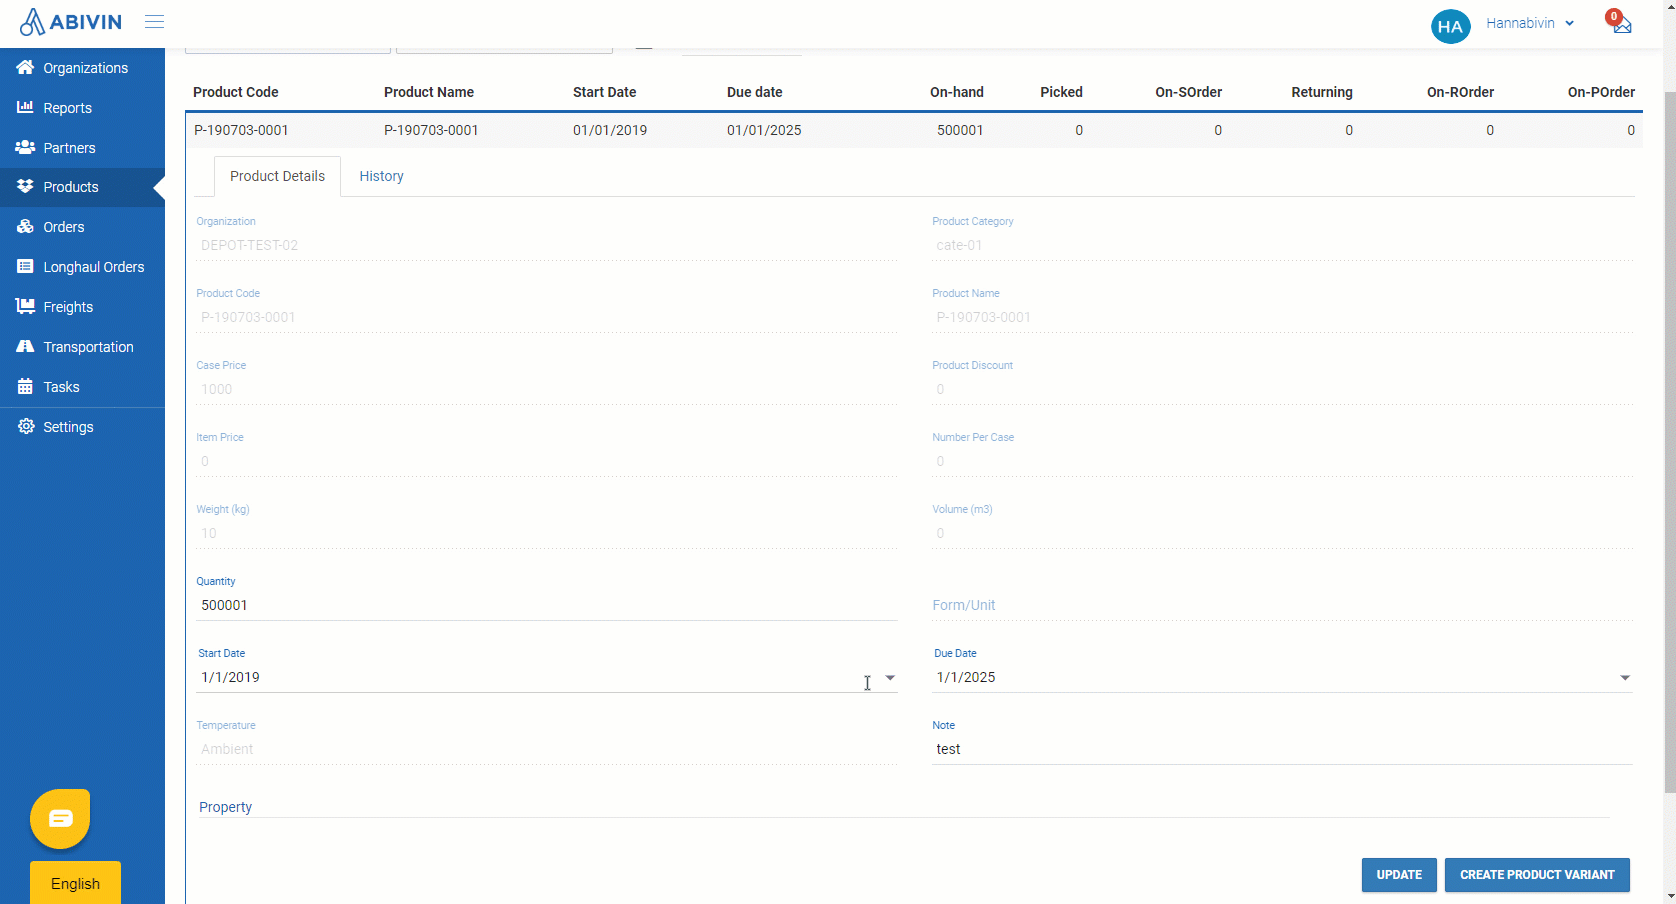 ABIVIN
HA
Hannabivin
0
Organizations
Reports
Partners
Products
Orders
Longhaul Orders
Freights
Transportation
Tasks
Settings
English
Product Code Product Name Start Date Due date On-hand Picked On-SOrder Returning On-ROrder On-POrder
P-190703-0001 P-190703-0001 01/01/2019 01/01/2025 500001 0 0 0 0 0
Product Details History
Organization Product Category
DEPOT-TEST-02 cate-01
Product Code Product Name
P-190703-0001 P-190703-0001
Case Price Product Discount
1000 0
Item Price Number Per Case
0 0
Weight (kg) Volume (m3)
10 0
Quantity
500001 Form/Unit
Start Date Due Date
1/1/2019 1/1/2025
Temperature Note
Ambient test
Property
UPDATE CREATE PRODUCT VARIANT